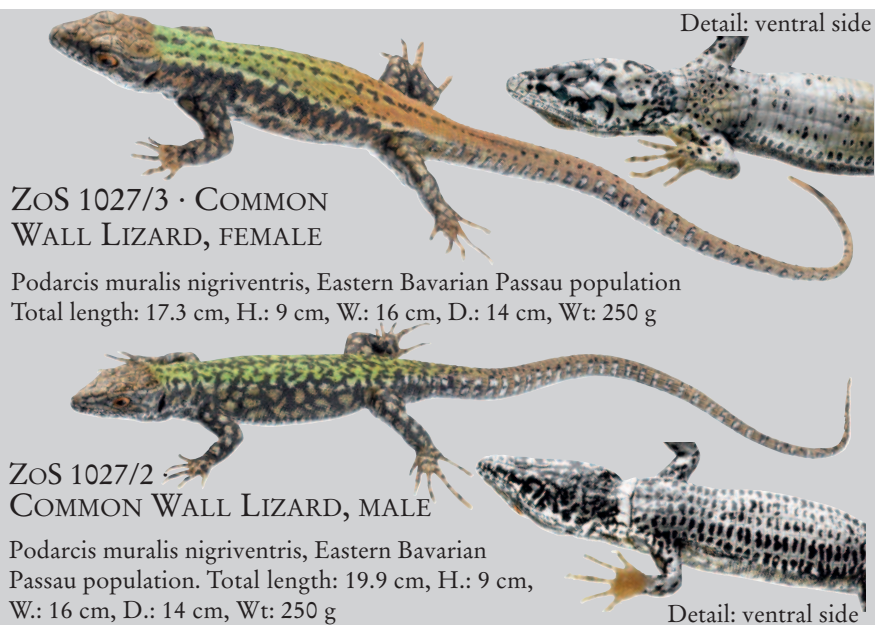 Detail: ventral side
ZoS 1027/3 · Common
Wall Lizard, female
Podarcis muralis nigriventris, Eastern Bavarian Passau population
Total length: 17.3 cm, H.: 9 cm, W.: 16 cm, D.: 14 cm, Wt: 250 g
ZoS 1027/2 ·
Common Wall Lizard, male
Podarcis muralis nigriventris, Eastern Bavarian
Passau population. Total length: 19.9 cm, H.: 9 cm,
W.: 16 cm, D.: 14 cm, Wt: 250 g
Detail: ventral side